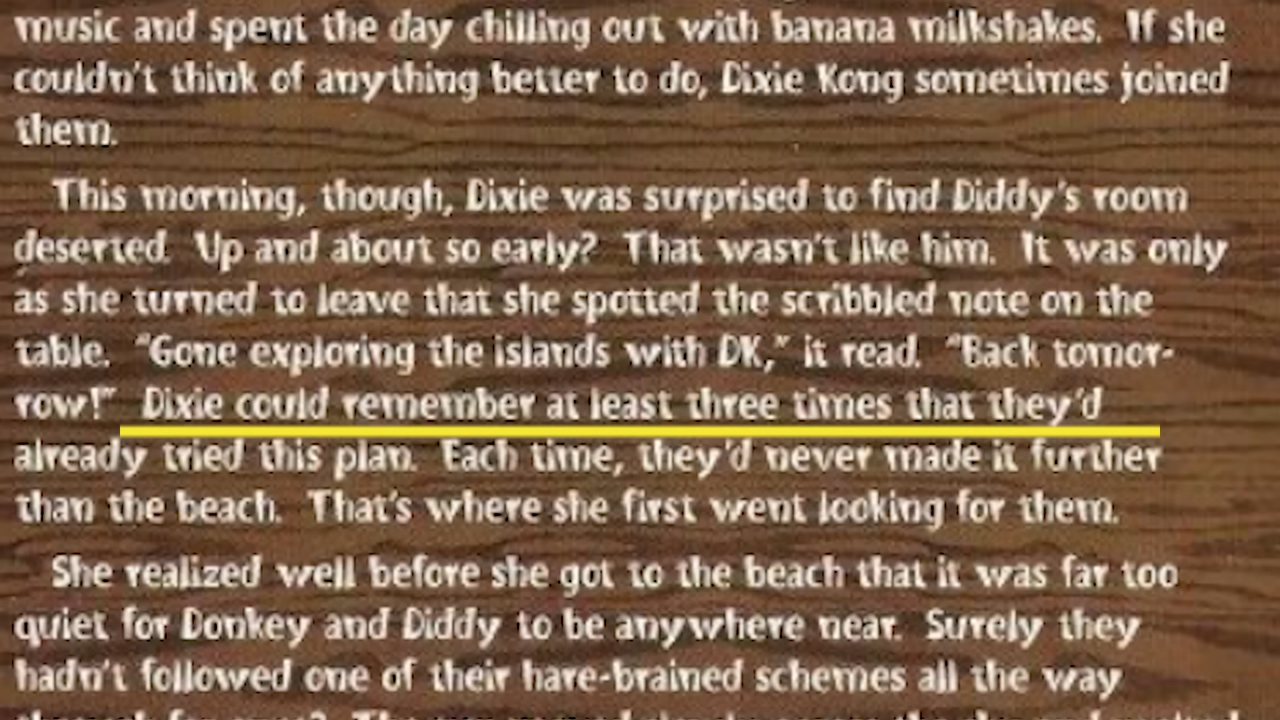 music and spent the day chilling out with banana milkshakes. If she
couldn't think of anything better to do, Dixie Kong sometimes joined
them.
This morning, though, Dixie was surprised to find Diddy's room
deserted. Up and about so early? That wasn't like him. It was only
as she turned to leave that she spotted the scribbled note on the
table. "Gone exploring the islands with DK," it read. "Back tomor-
row!" Dixie could remember at least three times that they'd
already tried this plan. Each time, they'd never made it further
than the beach. That's where she first went looking for them.
She realized well before she got to the beach that it was far too
quiet for Donkey and Diddy to be anywhere near. Surely they
hadn't followed one of their hare-brained schemes all the way